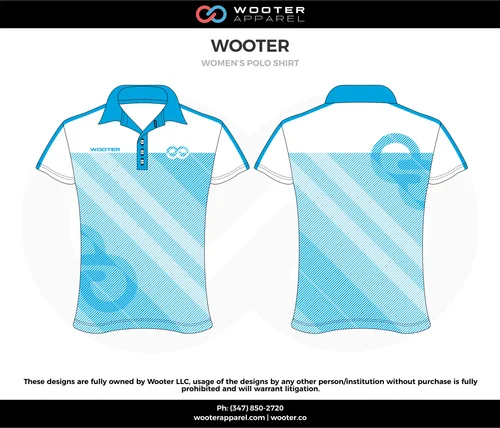 WOOTER
APPAREL
WOOTER
WOMEN'S POLO SHIRT
WOOTER
These designs are fully owned by Wooter LLC, usage of the designs by any other person/institution without purchase is fully
prohibited and will warrant litigation.
Ph: (347) 850-2720
wooterapparel.com | wooter.co